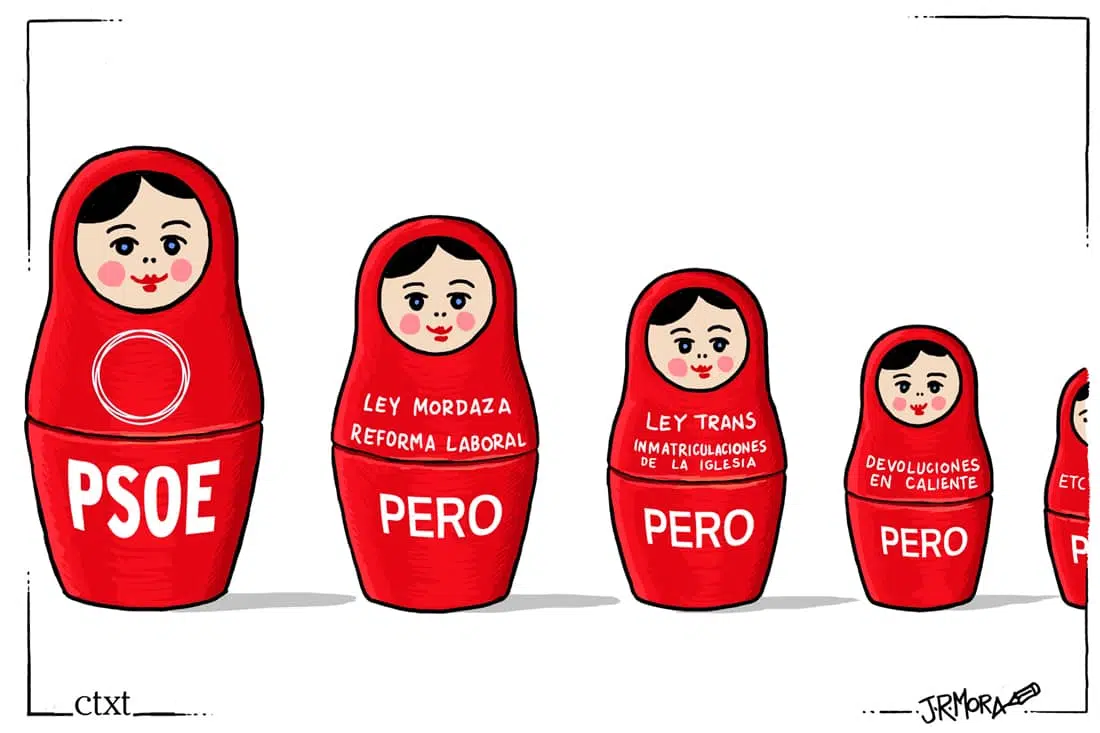 PSOE
LEY MORDAZA
REFORMA LABORAL
PERO
LEY TRANS
INMATRICULACIONES
DE LA IGLESIA
PERO
DEVOLUCIONES
EN CALIENTE
PERO
ETC
P
ctxt
J.R.MORA